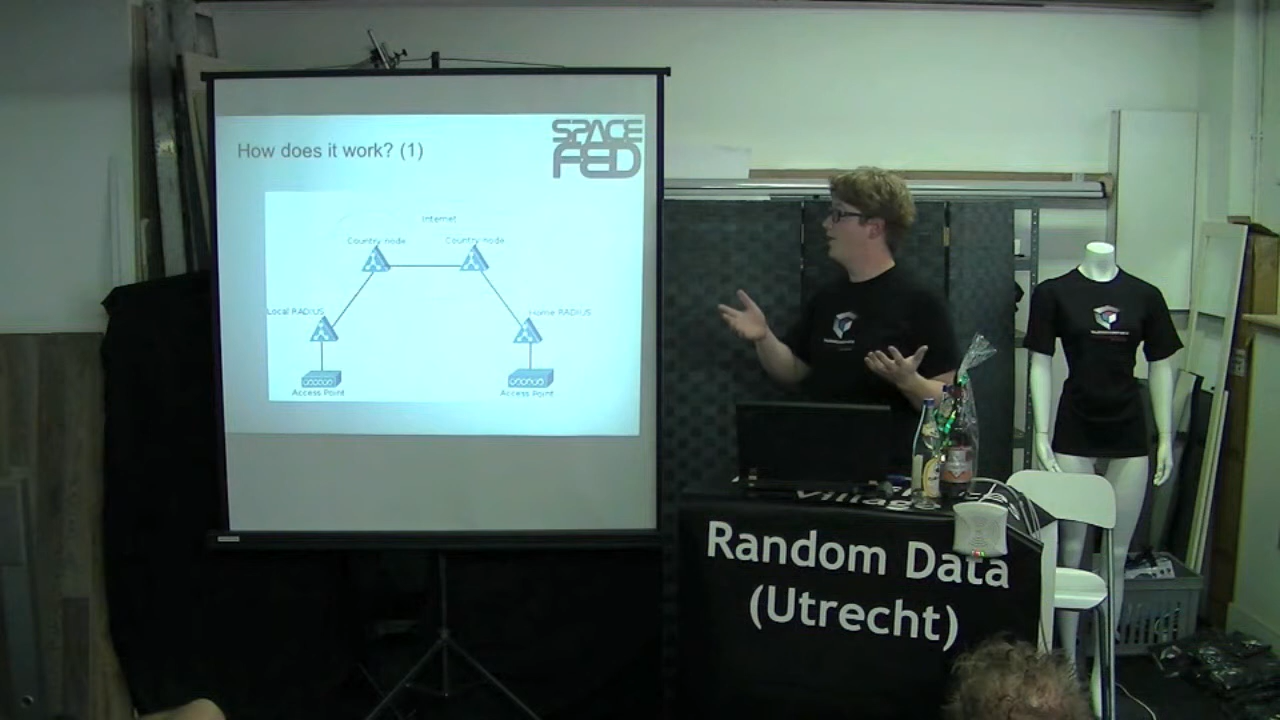 How does it work? (1)
SPACE
FED
Internet
Country node
Country node
Local RADIUS
Home RADIUS
Access Point
Access Point
Village
Random Data
(Utrecht)